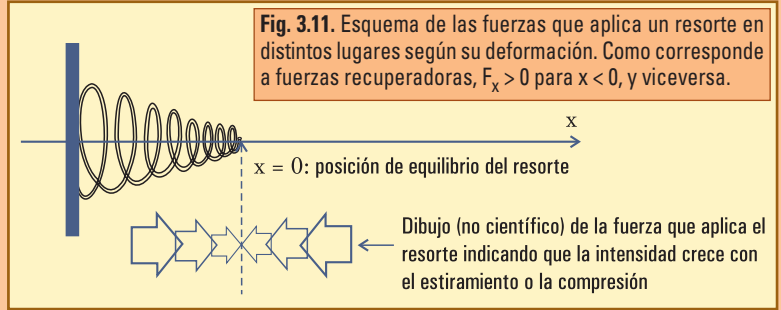 Fig. 3.11. Esquema de las fuerzas que aplica un resorte en
distintos lugares según su deformación. Como corresponde
a fuerzas recuperadoras, Fx > 0 para x < 0, y viceversa.
x
x = 0: posición de equilibrio del resorte
Dibujo (no científico) de la fuerza que aplica el
resorte indicando que la intensidad crece con
el estiramiento o la compresión